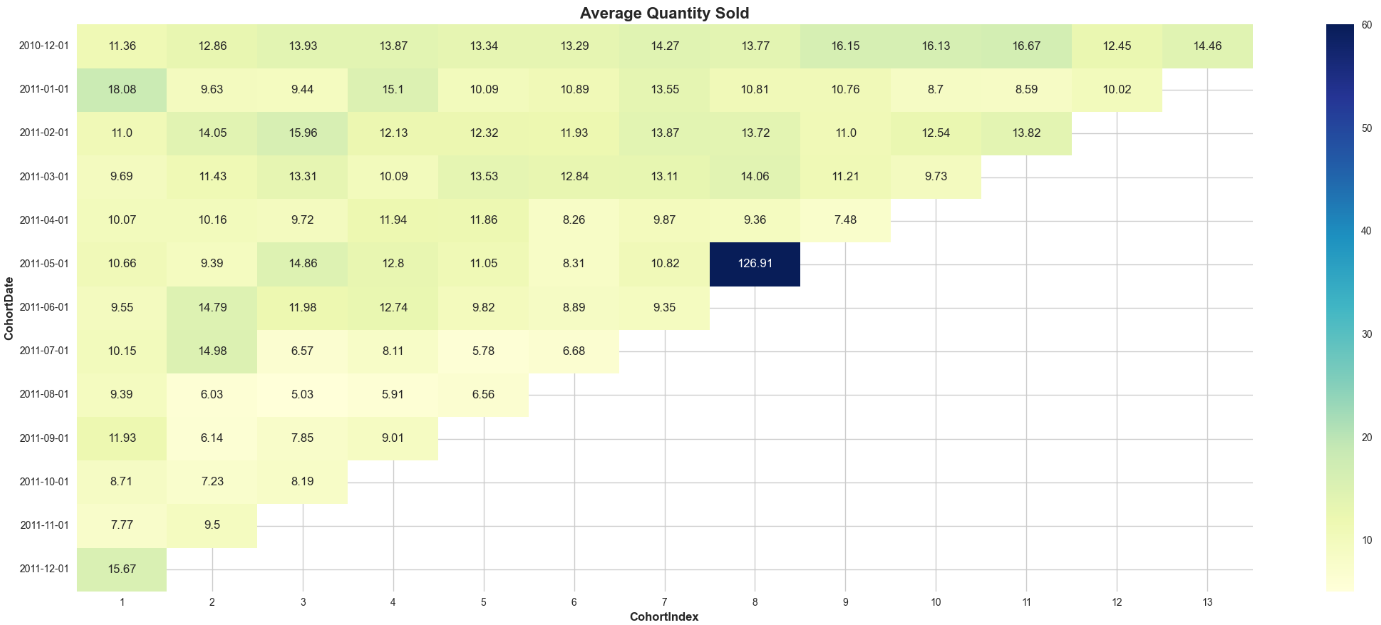 Average Quantity Sold
2010-12-01 11.36 12.86 13.93 13.87 13.34 13.29 14.27 13.77 16.15 16.13 16.67 12.45 14.46
2011-01-01 18.08 9.63 9.44 15.1 10.09 10.89 13.55 10.81 10.76 8.7 8.59 10.02
2011-02-01 11.0 14.05 15.96 12.13 12.32 11.93 13.87 13.72 11.0 12.54 13.82
2011-03-01 9.69 11.43 13.31 10.09 13.53 12.84 13.11 14.06 11.21 9.73
2011-04-01 10.07 10.16 9.72 11.94 11.86 8.26 9.87 9.36 7.48
2011-05-01 10.66 9.39 14.86 12.8 11.05 8.31 10.82 126.91
2011-06-01 9.55 14.79 11.98 12.74 9.82 8.89 9.35
2011-07-01 10.15 14.98 6.57 8.11 5.78 6.68
2011-08-01 9.39 6.03 5.03 5.91 6.56
2011-09-01 11.93 6.14 7.85 9.01
2011-10-01 8.71 7.23 8.19
2011-11-01 7.77 9.5
2011-12-01 15.67
1 2 3 4 5 6 7 8 9 10 11 12 13
CohortIndex
CohortDate
60
50
40
30
20
10